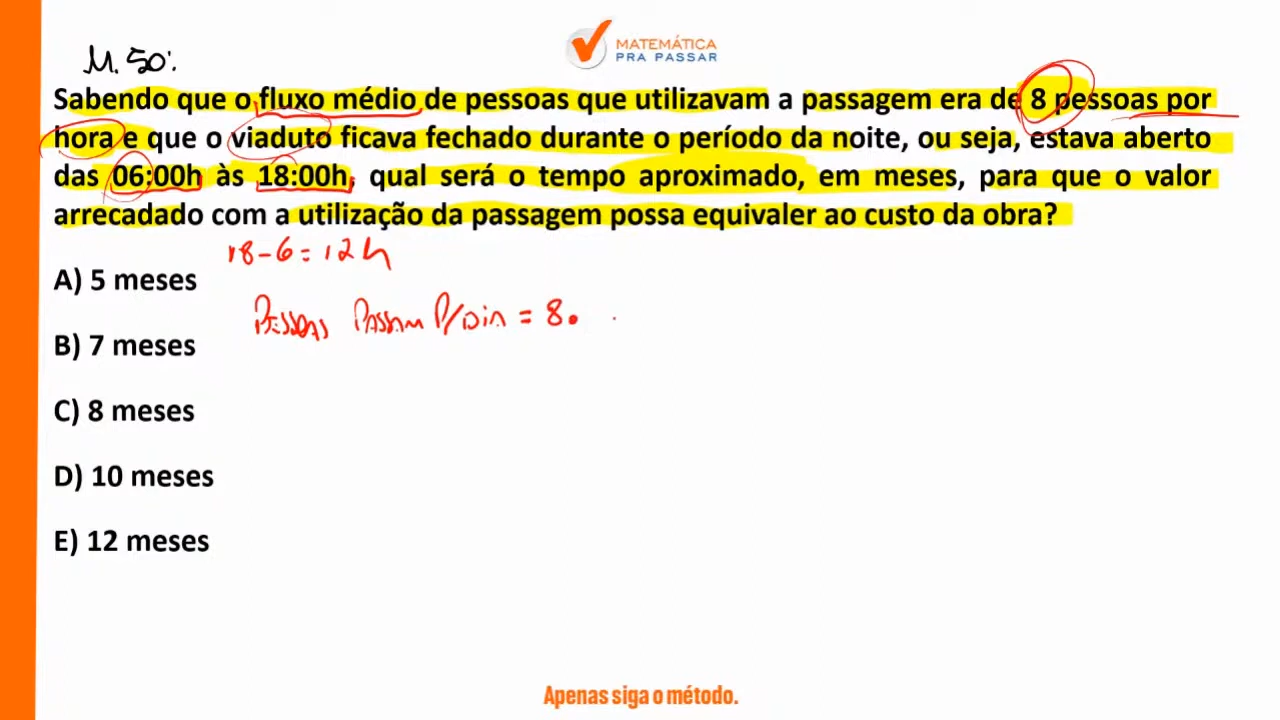 M. 50:
MATEMÁTICA
PRA PASSAR
Sabendo que o fluxo médio de pessoas que utilizavam a passagem era de 8 pessoas por
hora e que o viaduto ficava fechado durante o período da noite, ou seja, estava aberto
das 06:00h às 18:00h, qual será o tempo aproximado, em meses, para que o valor
arrecadado com a utilização da passagem possa equivaler ao custo da obra?
18-6=12h
A) 5 meses
PESSOAS PASSAM P/DIA = 8.
B) 7 meses
C) 8 meses
D) 10 meses
E) 12 meses
Apenas siga o método.